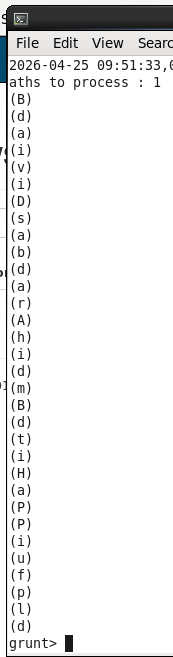 File Edit View Searc
2026-04-25 09:51:33,0
aths to process : 1
(B)
(d)
(a)
(i)
(v)
(i)
(D)
(s)
(a)
(b)
(d)
(a)
(r)
(A)
(h)
(i)
(d)
(m)
(B)
(d)
(t)
(i)
(H)
(a)
(P)
(P)
(i)
(u)
(f)
(p)
(l)
(d)
grunt>